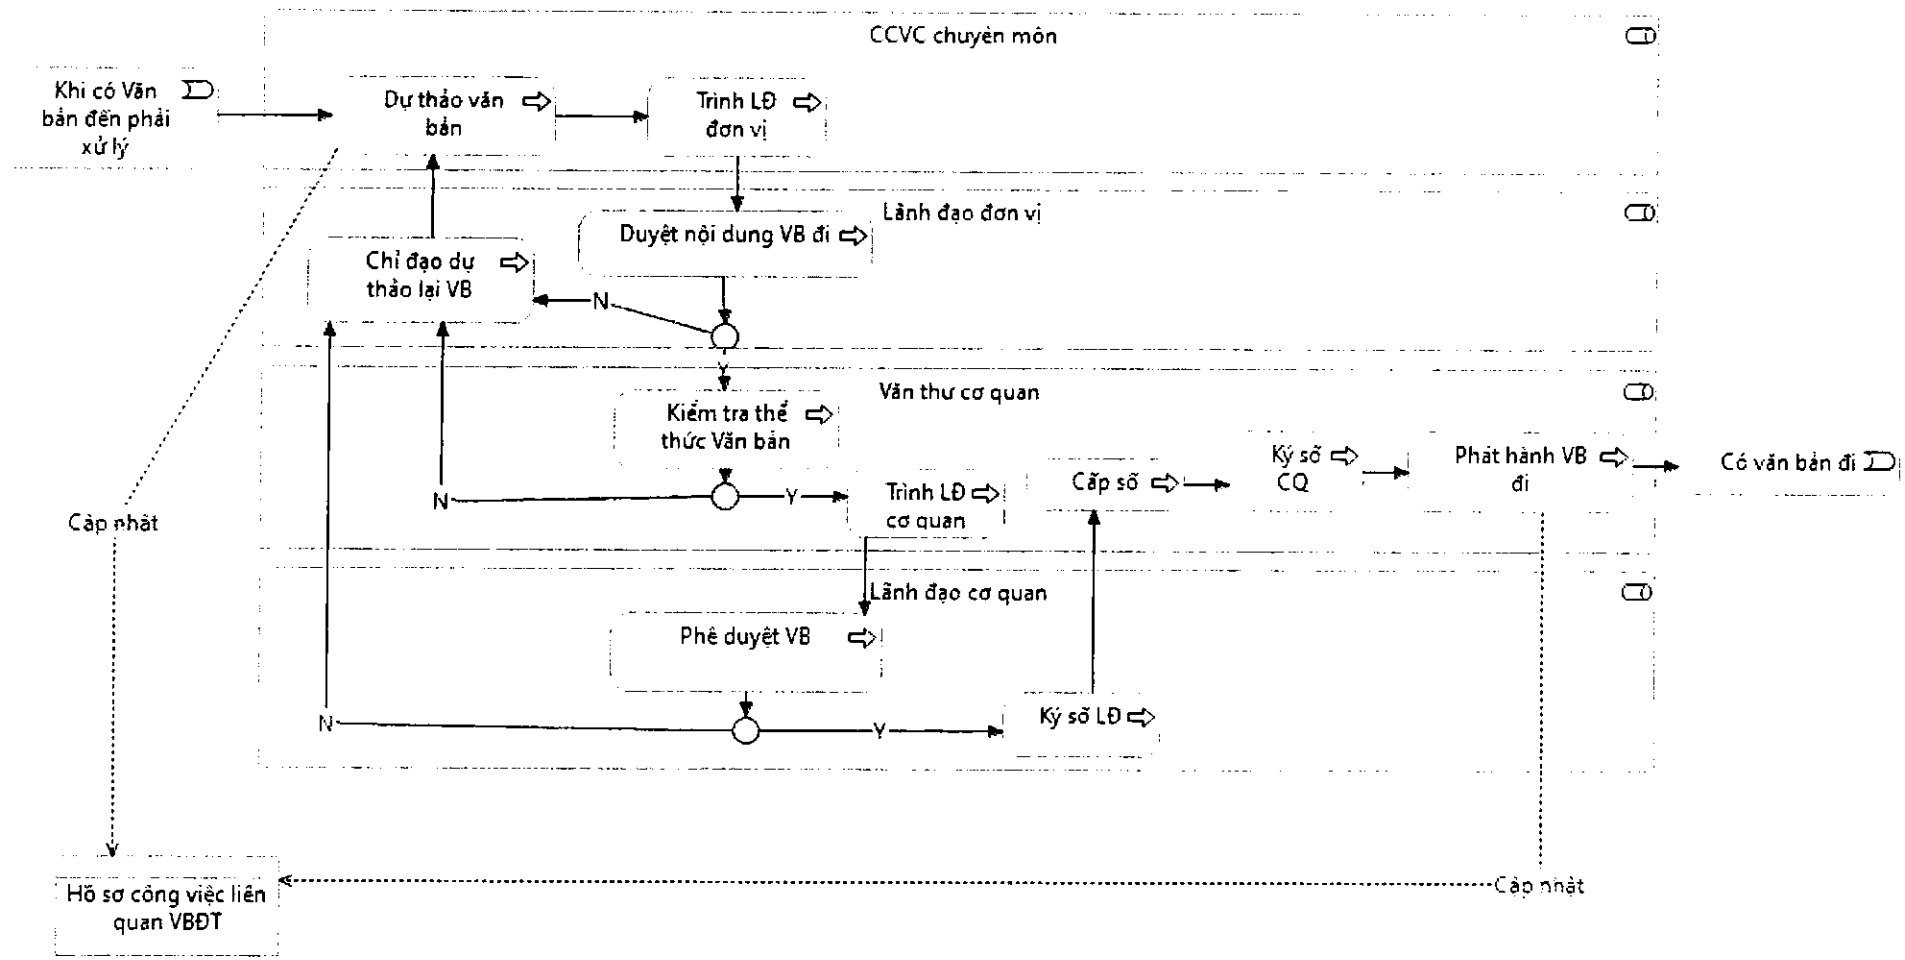 CCVC chuyên môn
Khi có Văn
bản đến phải
xử lý
Dự thảo văn
bản
Trình LĐ
đơn vị
Lãnh đạo đơn vị
Duyệt nội dung VB đi
Chỉ đạo dự
thảo lại VB
N
Y
Văn thư cơ quan
Kiểm tra thể
thức Văn bản
N
Y
Trình LĐ
cơ quan
Cấp số
Ký số
CQ
Phát hành VB
đi
Có văn bản đi
Cập nhật
Lãnh đạo cơ quan
Phê duyệt VB
N
Y
Ký số LĐ
Hồ sơ công việc liên
quan VBĐT
Cập nhật